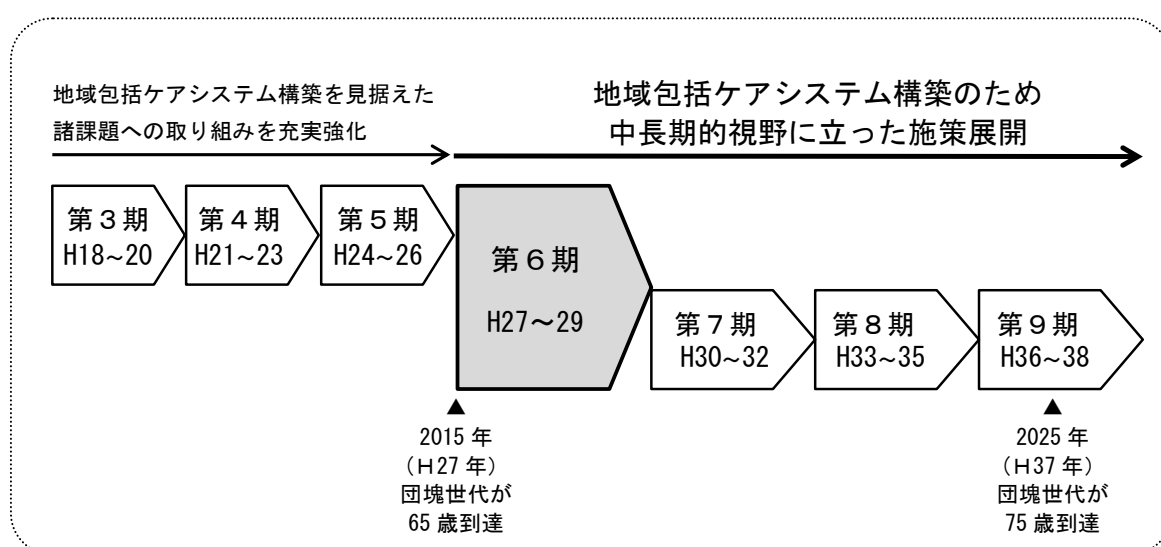 地域包括ケアシステム構築を見据えた
諸課題への取り組みを充実強化
地域包括ケアシステム構築のため
中長期的視野に立った施策展開
第３期
H18~20
第４期
H21~23
第５期
H24~26
第６期
H27～29
第７期
H30~32
第８期
H33~35
第９期
H36~38
▲
2015 年
（Ｈ27 年）
団塊世代が
65 歳到達
▲
2025 年
（Ｈ37 年）
団塊世代が
75 歳到達